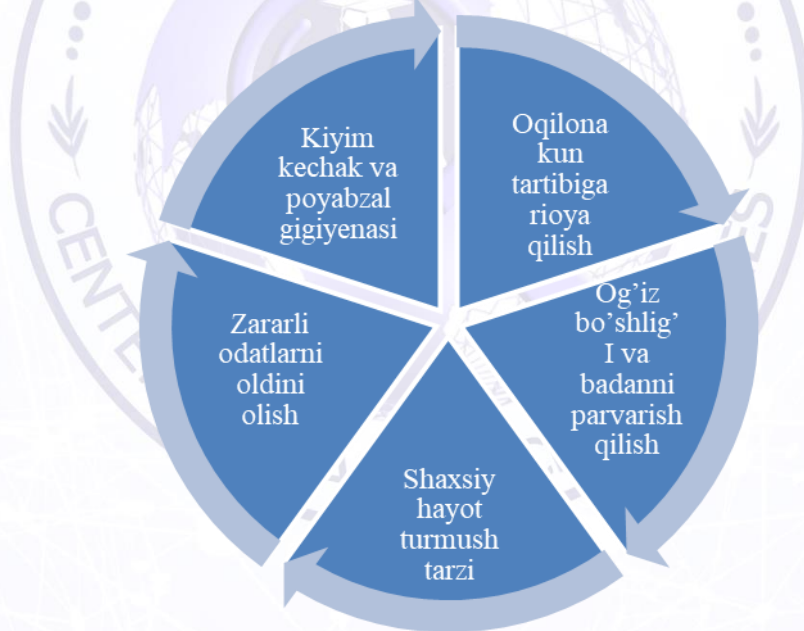 Kiyim
kechak va
poyabzal
gigiyenasi
Oqilona
kun
tartibiga
rioya
qilish
Og’iz
bo’shlig’
I va
badanni
parvarish
qilish
Shaxsiy
hayot
turmush
tarzi
Zararli
odatlarni
oldini
olish
CENTE